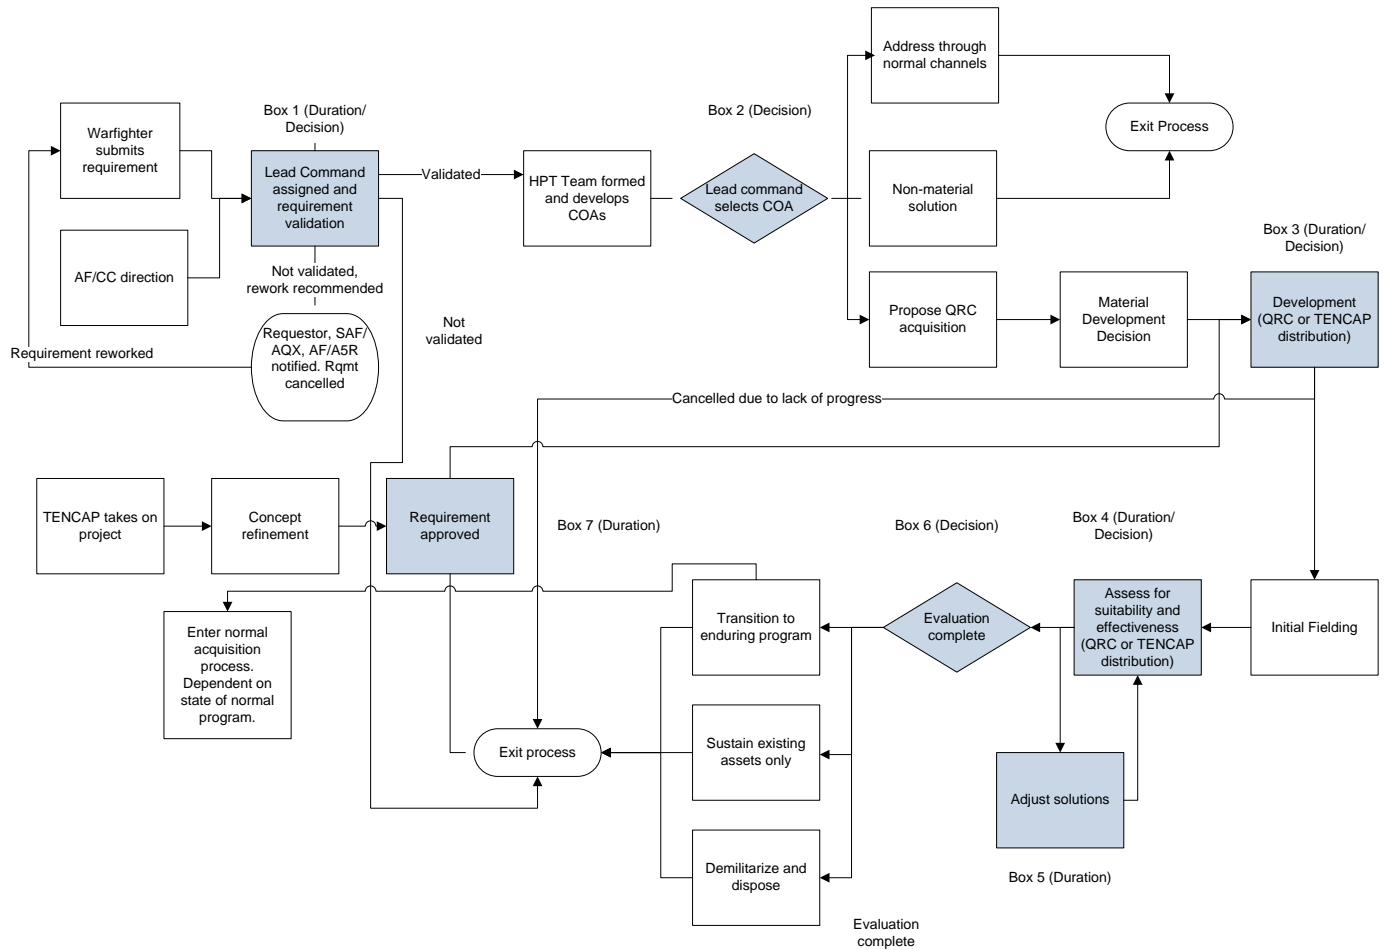 Address through
normal channels
Box 1 (Duration/
Decision)
Box 2 (Decision)
Exit Process
Warfighter
submits
requirement
Lead Command
assigned and
requirement
validation
Validated
HPT Team formed
and develops
COAs
Lead command
selects COA
Non-material
solution
Box 3 (Duration/
Decision)
AF/CC direction
Not validated,
rework recommended
Propose QRC
acquisition
Material
Development
Decision
Development
(QRC or TENCAP
distribution)
Not
validated
Requirement reworked
Requestor, SAF/
AQX, AF/A5R
notified. Rqmt
cancelled
Cancelled due to lack of progress
TENCAP takes on
project
Concept
refinement
Requirement
approved
Box 7 (Duration)
Box 6 (Decision)
Box 4 (Duration/
Decision)
Enter normal
acquisition
process.
Dependent on
state of normal
program.
Transition to
enduring program
Evaluation
complete
Assess for
suitability and
effectiveness
(QRC or TENCAP
distribution)
Initial Fielding
Exit process
Sustain existing
assets only
Adjust solutions
Demilitarize and
dispose
Box 5 (Duration)
Evaluation
complete